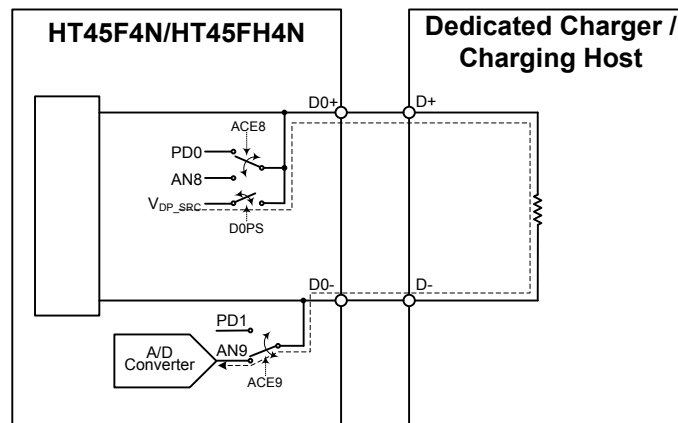 HT45F4N/HT45FH4N
Dedicated Charger /
Charging Host
D0+
D+
ACE8
PD0
AN8
VDP_SRC
D0PS
D0-
D-
PD1
A/D
Converter
AN9
ACE9